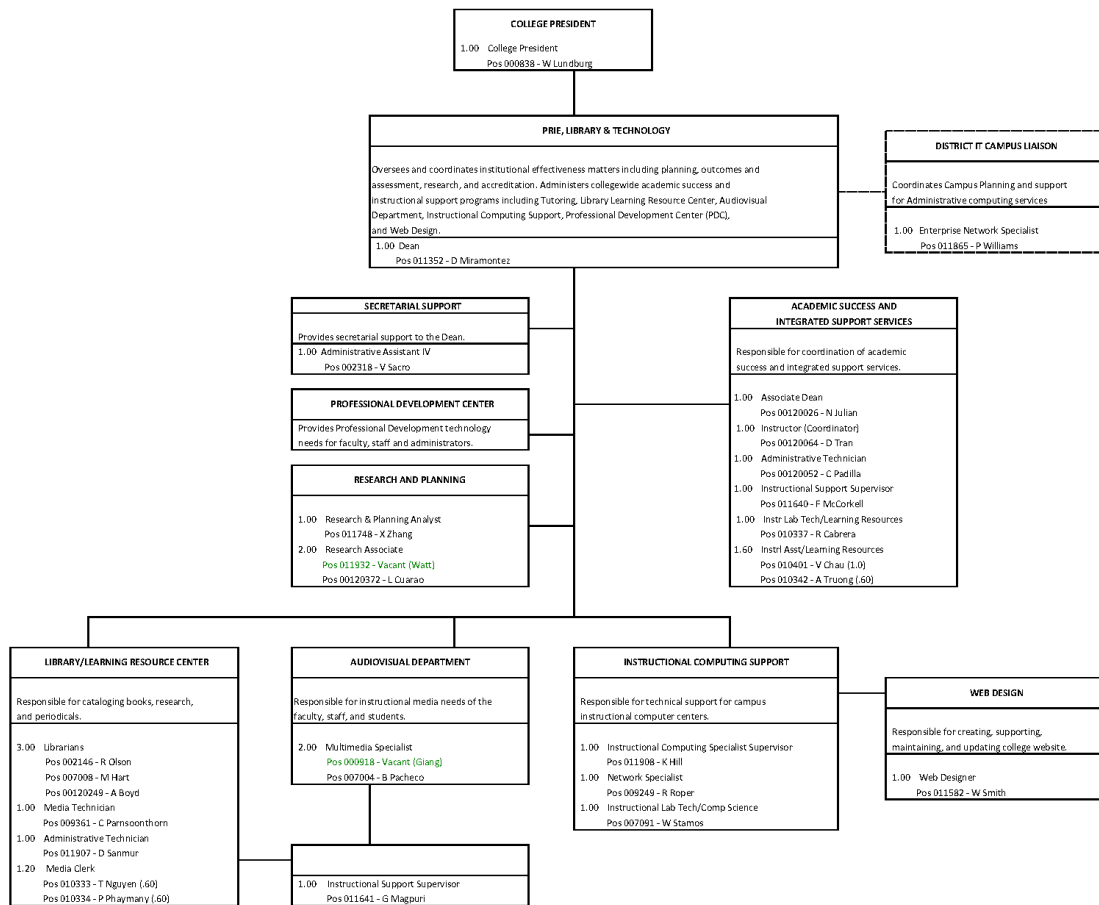 COLLEGE PRESIDENT
1.00 College President
Pos 000838 - W Lundburg
PRIE, LIBRARY & TECHNOLOGY
Oversees and coordinates institutional effectiveness matters including planning, outcomes and
assessment, research, and accreditation. Administers collegewide academic success and
instructional support programs including Tutoring, Library Learning Resource Center, Audiovisual
Department, Instructional Computing Support, Professional Development Center (PDC),
and Web Design.
1.00 Dean
Pos 011352 - D Miramontez
DISTRICT IT CAMPUS LIAISON
Coordinates Campus Planning and support
for Administrative computing services
1.00 Enterprise Network Specialist
Pos 011865 - P Williams
SECRETARIAL SUPPORT
Provides secretarial support to the Dean.
1.00 Administrative Assistant IV
Pos 002318 - V Sacro
PROFESSIONAL DEVELOPMENT CENTER
Provides Professional Development technology
needs for faculty, staff and administrators.
RESEARCH AND PLANNING
1.00 Research & Planning Analyst
Pos 011748 - X Zhang
2.00 Research Associate
Pos 011932 - Vacant (Watt)
Pos 00120372 - L Cuarao
ACADEMIC SUCCESS AND
INTEGRATED SUPPORT SERVICES
Responsible for coordination of academic
success and integrated support services.
1.00 Associate Dean
Pos 00120026 - N Julian
1.00 Instructor (Coordinator)
Pos 00120064 - D Tran
1.00 Administrative Technician
Pos 00120052 - C Padilla
1.00 Instructional Support Supervisor
Pos 011640 - F McCorkell
1.00 Instr Lab Tech/Learning Resources
Pos 010337 - R Cabrera
1.60 Instrl Asst/Learning Resources
Pos 010401 - V Chau (1.0)
Pos 010342 - A Truong (.60)
LIBRARY/LEARNING RESOURCE CENTER
Responsible for cataloging books, research,
and periodicals.
3.00 Librarians
Pos 002146 - R Olson
Pos 007008 - M Hart
Pos 00120249 - A Boyd
1.00 Media Technician
Pos 009361 - C Parnsoonthorn
1.00 Administrative Technician
Pos 011907 - D Sanmur
1.20 Media Clerk
Pos 010333 - T Nguyen (.60)
Pos 010334 - P Phaymany (.60)
AUDIOVISUAL DEPARTMENT
Responsible for instructional media needs of the
faculty, staff, and students.
2.00 Multimedia Specialist
Pos 000918 - Vacant (Giang)
Pos 007004 - B Pacheco
1.00 Instructional Support Supervisor
Pos 011641 - G Magpuri
INSTRUCTIONAL COMPUTING SUPPORT
Responsible for technical support for campus
instructional computer centers.
1.00 Instructional Computing Specialist Supervisor
Pos 011908 - K Hill
1.00 Network Specialist
Pos 009249 - R Roper
1.00 Instructional Lab Tech/Comp Science
Pos 007091 - W Stamos
WEB DESIGN
Responsible for creating, supporting,
maintaining, and updating college website.
1.00 Web Designer
Pos 011582 - W Smith